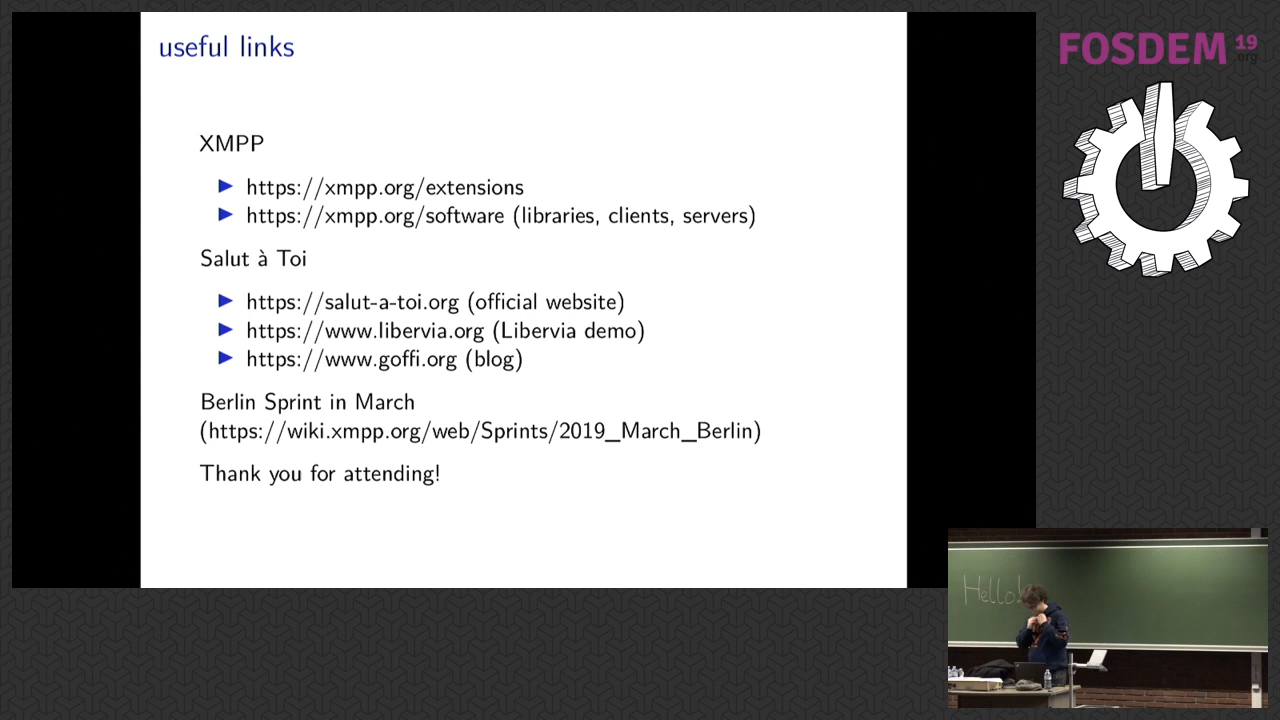 useful links
XMPP
https://xmpp.org/extensions
https://xmpp.org/software (libraries, clients, servers)
Salut à Toi
https://salut-a-toi.org (official website)
https://www.libervia.org (Libervia demo)
https://www.goffi.org (blog)
Berlin Sprint in March
(https://wiki.xmpp.org/web/Sprints/2019_March_Berlin)
Thank you for attending!
FOSDEM 19
.org
Hello!